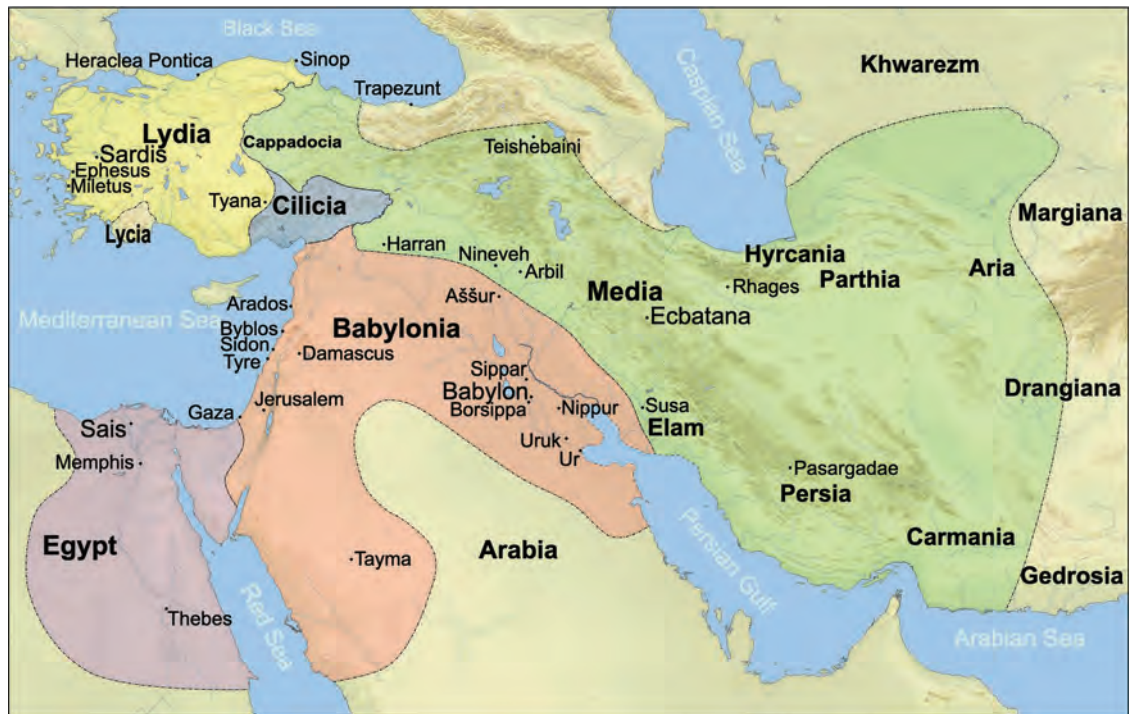 Black Sea
Heraclea Pontica
Sinop
Caspian Sea
Khwarezm
Trapezunt
Lydia
Cappadocia
Teishebaini
Sardis
Ephesus
Miletus
Tyana
Cilicia
Lycia
Margiana
Harran
Nineveh
Arbil
Hyrcania
Parthia
Aria
Rhages
Media
Aššur
Ecbatana
Arados
Mediterranean Sea
Byblos
Sidon
Tyre
Babylonia
Damascus
Sippar
Babylon
Borsippa
Nippur
Drangiana
Jerusalem
Gaza
Susa
Elam
Sais
Memphis
Uruk
Ur
Pasargadae
Persia
Egypt
Arabia
Carmania
Tayma
Persian Gulf
Gedrosia
Thebes
Red Sea
Arabian Sea